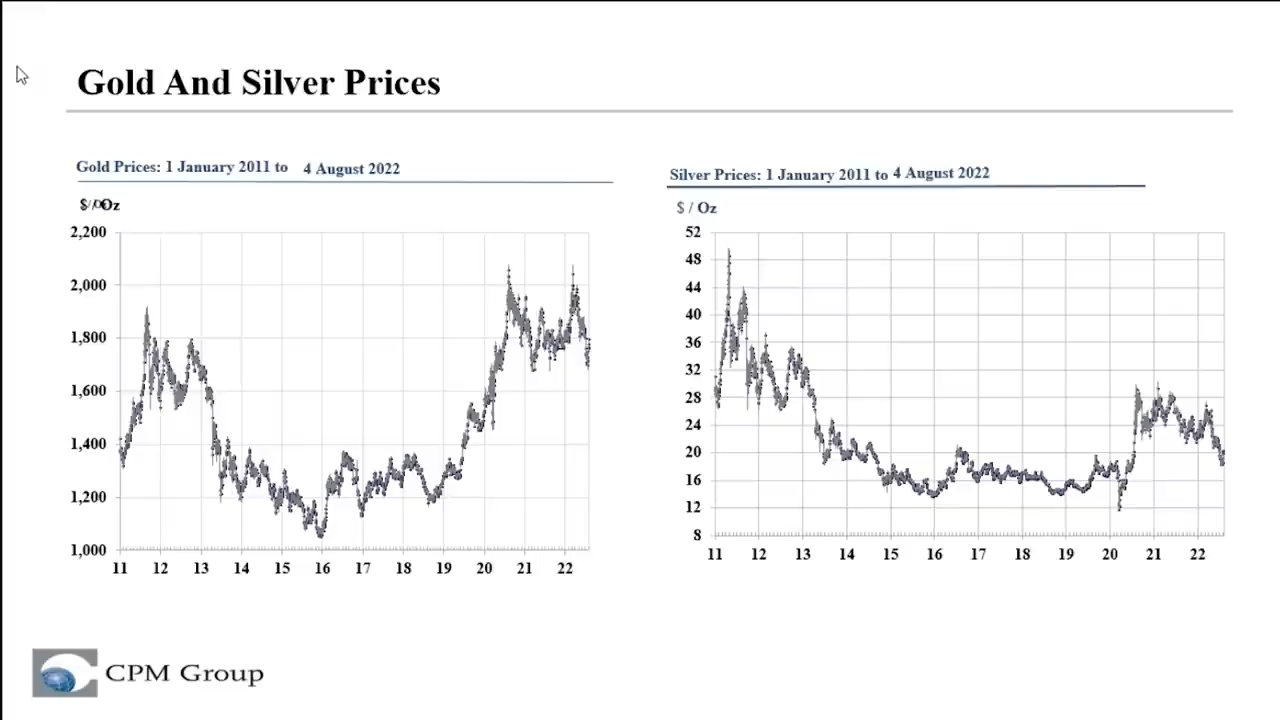 Gold And Silver Prices
Gold Prices: 1 January 2011 to 4 August 2022
$/Oz
2,200
2,000
1,800
1,600
1,400
1,200
1,000
11 12 13 14 15 16 17 18 19 20 21 22
Silver Prices: 1 January 2011 to 4 August 2022
$ / Oz
52
48
44
40
36
32
28
24
20
16
12
8
11 12 13 14 15 16 17 18 19 20 21 22
CPM Group